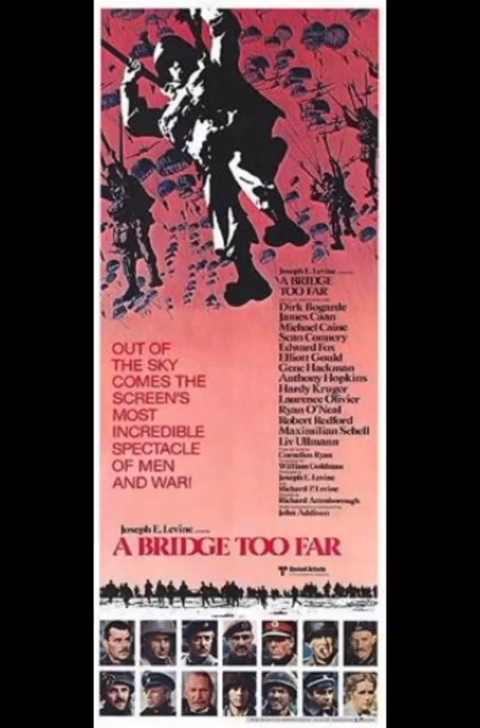 Joseph E. Levine
A BRIDGE
TOO FAR
Dirk Bogarde
James Caan
Michael Caine
Sean Connery
Edward Fox
Elliott Gould
Gene Hackman
Anthony Hopkins
Hardy Kruger
Laurence Olivier
Ryan O'Neal
Robert Redford
Maximilian Schell
Liv Ullmann
Cornelius Ryan
William Goldman
Joseph E. Levine
Richard P. Levine
Richard Attenborough
John Addison
OUT OF
THE SKY
COMES THE
SCREEN'S
MOST
INCREDIBLE
SPECTACLE
OF MEN
AND WAR!
Joseph E. Levine
A BRIDGE TOO FAR
United Artists